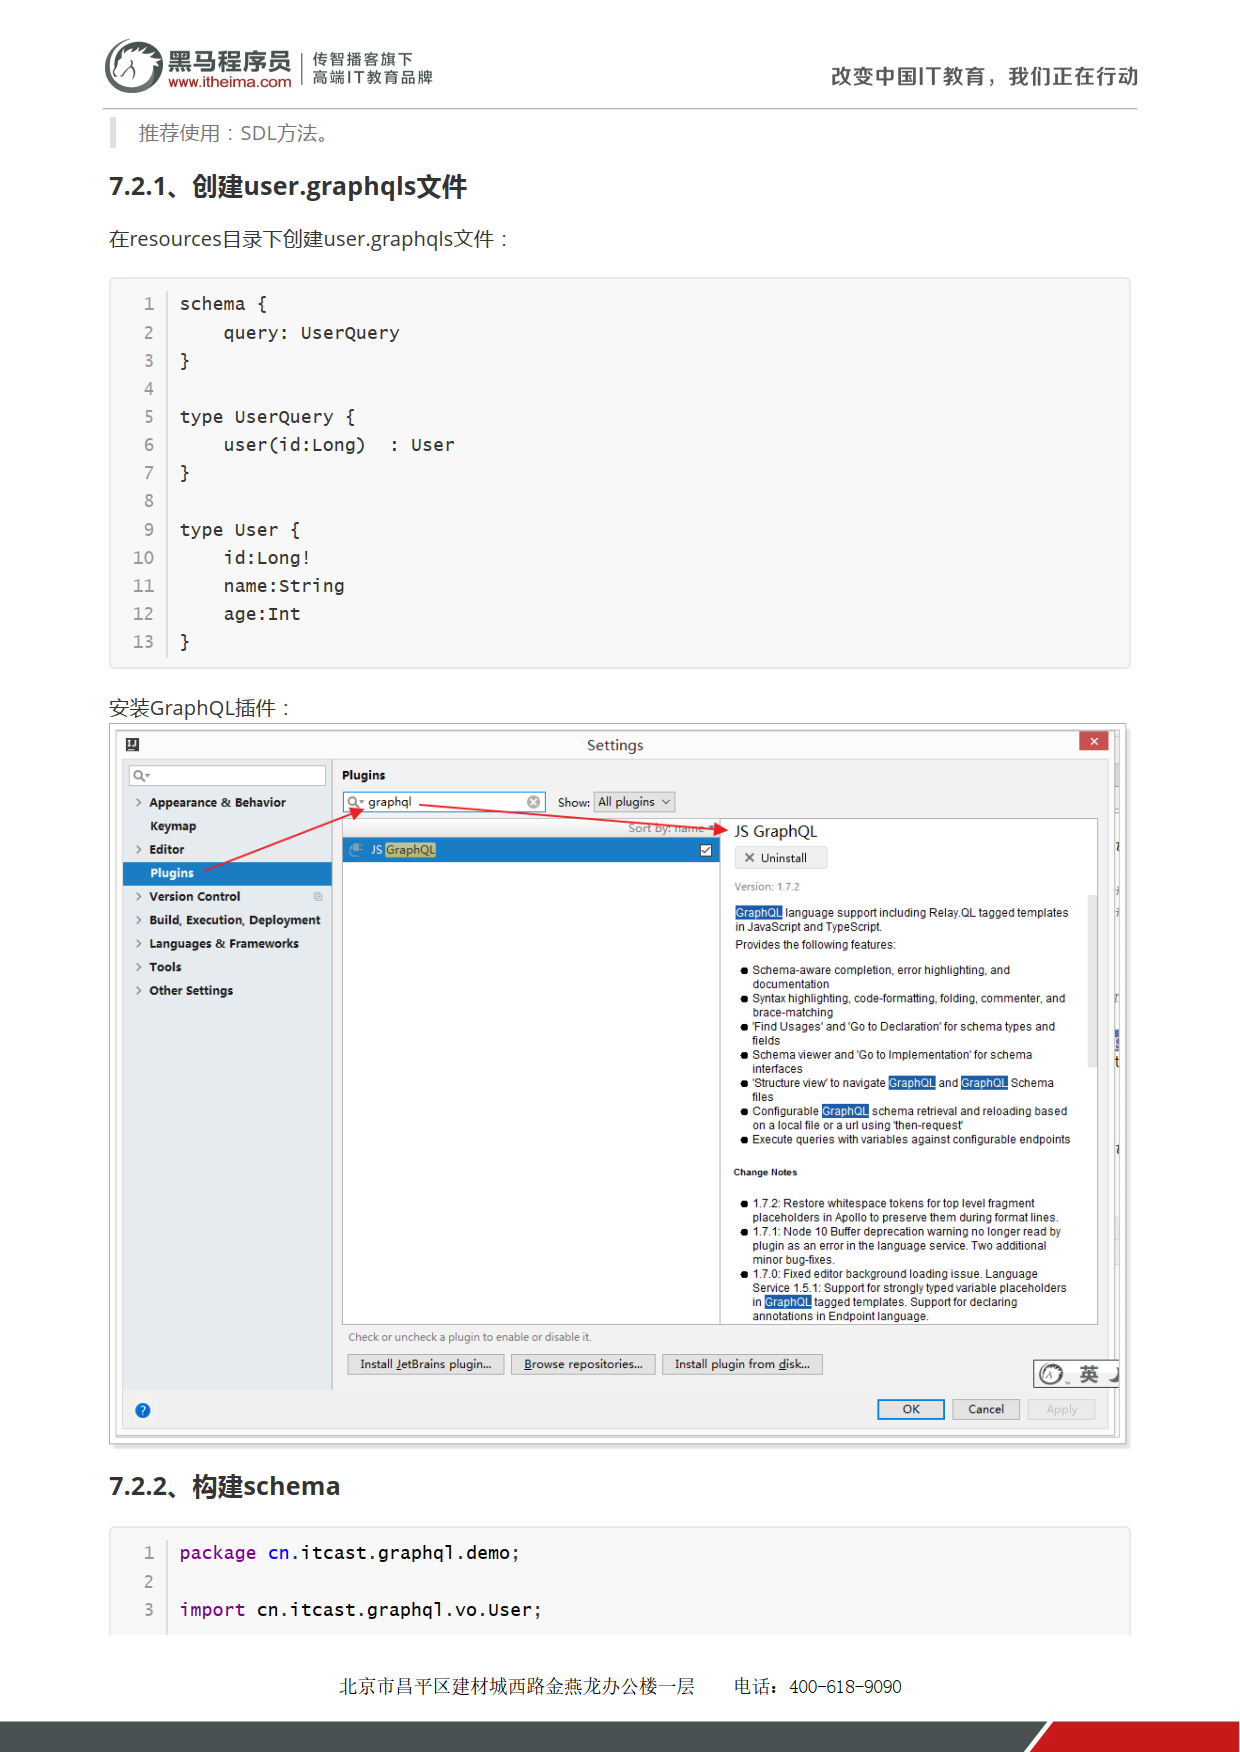 黑马程序员
www.itheima.com
传智播客旗下
高端IT教育品牌
改变中国IT教育，我们正在行动
推荐使用：SDL方法。
7.2.1、创建user.graphqls文件
在resources目录下创建user.graphqls文件：
1 schema {
2 query: UserQuery
3 }
4
5 type UserQuery {
6 user(id:Long)  : User
7 }
8
9 type User {
10 id:Long!
11 name:String
12 age:Int
13 }
安装GraphQL插件：
Settings
Appearance & Behavior
Keymap
Editor
Plugins
Version Control
Build, Execution, Deployment
Languages & Frameworks
Tools
Other Settings
Plugins
graphql
Show: All plugins
Sort by: name
JS GraphQL
JS GraphQL
Uninstall
Version: 1.7.2
GraphQL language support including Relay.QL tagged templates
in JavaScript and TypeScript.
Provides the following features:
● Schema-aware completion, error highlighting, and
documentation
● Syntax highlighting, code-formatting, folding, commenter, and
brace-matching
● 'Find Usages' and 'Go to Declaration' for schema types and
fields
● Schema viewer and 'Go to Implementation' for schema
interfaces
● 'Structure view' to navigate GraphQL and GraphQL Schema
files
● Configurable GraphQL schema retrieval and reloading based
on a local file or a url using 'then-request'
● Execute queries with variables against configurable endpoints
Change Notes
● 1.7.2: Restore whitespace tokens for top level fragment
placeholders in Apollo to preserve them during format lines.
● 1.7.1: Node 10 Buffer deprecation warning no longer read by
plugin as an error in the language service. Two additional
minor bug-fixes.
● 1.7.0: Fixed editor background loading issue. Language
Service 1.5.1: Support for strongly typed variable placeholders
in GraphQL tagged templates. Support for declaring
annotations in Endpoint language.
Check or uncheck a plugin to enable or disable it.
Install JetBrains plugin... Browse repositories... Install plugin from disk...
英
OK Cancel Apply
7.2.2、构建schema
1 package cn.itcast.graphql.demo;
2
3 import cn.itcast.graphql.vo.User;
北京市昌平区建材城西路金燕龙办公楼一层 电话：400-618-9090